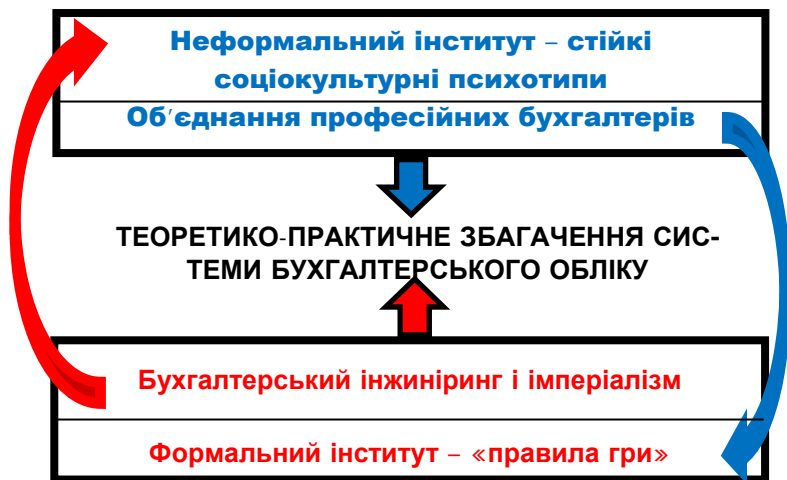 Неформальний інститут – стійкі
соціокультурні психотипи
Об'єднання професійних бухгалтерів
ТЕОРЕТИКО-ПРАКТИЧНЕ ЗБАГАЧЕННЯ СИС-
ТЕМИ БУХГАЛТЕРСЬКОГО ОБЛІКУ
Бухгалтерський інжиніринг і імперіалізм
Формальний інститут – «правила гри»